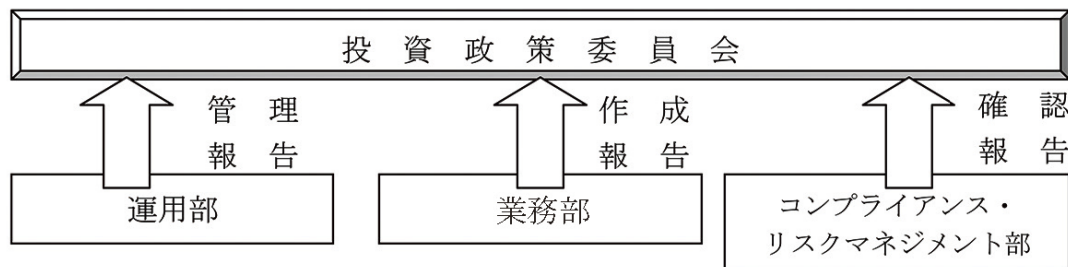 投資政策委員会
管理
報告
作成
報告
確認
報告
運用部
業務部
コンプライアンス・
リスクマネジメント部